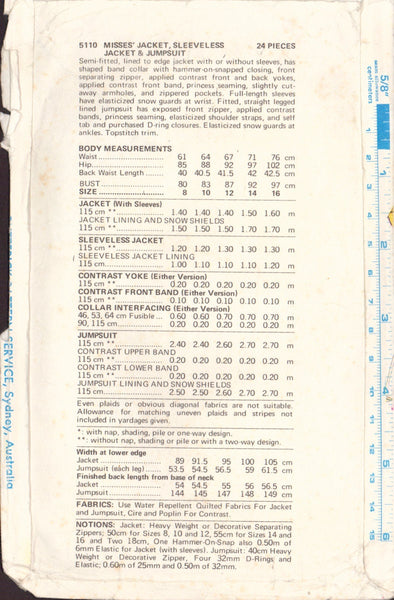 5110 MISSES' JACKET, SLEEVELESS 24 PIECES
JACKET & JUMPSUIT
Semi-fitted, lined to edge jacket with or without sleeves, has
shaped band collar with hammer-on-snapped closing, front
separating zipper, applied contrast front and back yokes,
applied contrast front band, princess seaming, slightly cut-
away armholes, and zippered pockets. Full-length sleeves
have elasticized snow guards at wrist. Fitted, straight legged
lined jumpsuit has exposed front zipper, applied contrast
bands, princess seaming, elasticized shoulder straps, and self
tab and purchased D-ring closures. Elasticized snow guards at
ankles. Topstitch trim.
BODY MEASUREMENTS
Waist 61 64 67 71 76 cm
Hip 85 88 92 97 102 cm
Back Waist Length 40 40.5 41.5 42 42.5 cm
BUST 80 83 87 92 97 cm
SIZE 8 10 12 14 16
JACKET (With Sleeves)
115 cm ** 1.40 1.40 1.40 1.50 1.60 m
JACKET LINING AND SNOW SHIELDS
115 cm ** 1.50 1.50 1.50 1.70 1.70 m
SLEEVELESS JACKET
115 cm ** 1.20 1.20 1.30 1.30 1.30 m
SLEEVELESS JACKET LINING
115 cm 1.00 1.10 1.10 1.10 1.20 m
CONTRAST YOKE (Either Version)
115 cm ** 0.20 0.20 0.20 0.20 0.20 m
CONTRAST FRONT BAND (Either Version)
115 cm ** 0.10 0.10 0.10 0.10 0.10 m
COLLAR INTERFACING (Either Version)
46, 53, 64 cm Fusible ... 0.60 0.60 0.70 0.70 0.70 m
90, 115 cm 0.20 0.20 0.20 0.20 0.20 m
JUMPSUIT
115 cm ** 2.40 2.40 2.60 2.70 2.70 m
CONTRAST UPPER BAND
115 cm ** 0.20 0.20 0.20 0.20 0.20 m
CONTRAST LOWER BAND
115 cm ** 0.20 0.20 0.20 0.20 0.20 m
JUMPSUIT LINING AND SNOW SHIELDS
115 cm ** 2.50 2.50 2.60 2.70 2.70 m
Even plaids or obvious diagonal fabrics are not suitable.
Allowance for matching uneven plaids and stripes not
included in yardages given.
*: with nap, shading, pile or one-way design.
**: without nap, shading or pile or with a two-way design.
Width at lower edge
Jacket 89 91.5 95 100 105 cm
Jumpsuit (each leg) 53.5 54.5 56.5 59 61.5 cm
Finished back length from base of neck
Jacket 54 54.5 55 56 56.5 cm
Jumpsuit 144 145 147 148 149 cm
FABRICS: Use Water Repellent Quilted Fabrics For Jacket
and Jumpsuit, Cire and Poplin For Contrast.
NOTIONS: Jacket: Heavy Weight or Decorative Separating
Zippers; 50cm for Sizes 8, 10 and 12, 55cm for Sizes 14 and
16 and Two 18cm, One Hammer-On-Snap also 0.50m of
6mm Elastic for Jacket (with sleeves). Jumpsuit: 40cm Heavy
Weight or Decorative Zipper, Four 32mm D-Rings and
Elastic; 0.60m of 25mm and 0.50m of 32mm.
SERVICE, Sydney, Australia
5/8"
centimeters
1
2
3
4
5
6
15